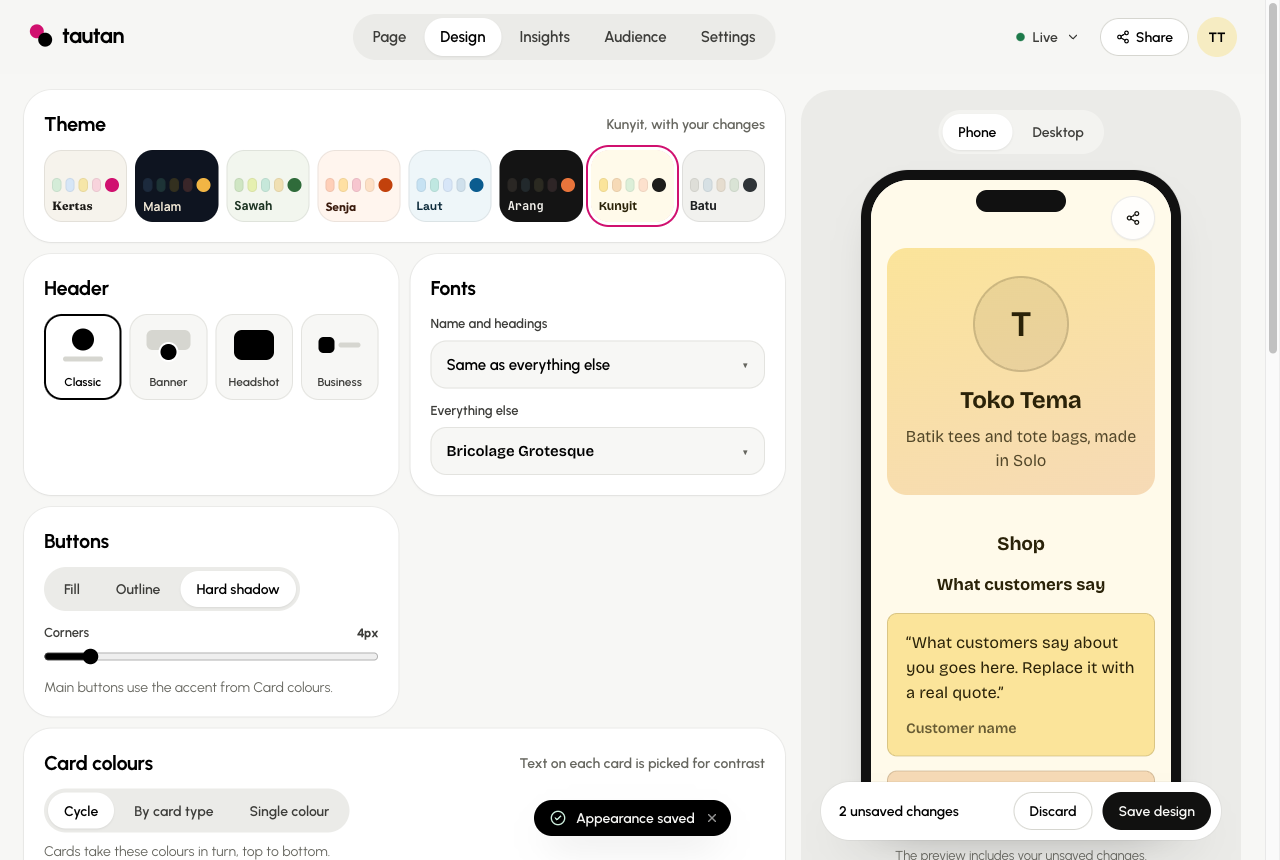 tautan
Page
Design
Insights
Audience
Settings
Live
Share
TT
Theme
Kunyit, with your changes
Kertas
Malam
Sawah
Senja
Laut
Arang
Kunyit
Batu
Header
Classic
Banner
Headshot
Business
Fonts
Name and headings
Same as everything else
Everything else
Bricolage Grotesque
Buttons
Fill
Outline
Hard shadow
Corners
4px
Main buttons use the accent from Card colours.
Card colours
Text on each card is picked for contrast
Cycle
By card type
Single colour
Cards take these colours in turn, top to bottom.
Appearance saved
Phone
Desktop
T
Toko Tema
Batik tees and tote bags, made
in Solo
Shop
What customers say
“What customers say about
you goes here. Replace it with
a real quote.”
Customer name
2 unsaved changes
Discard
Save design
The preview includes your unsaved changes.